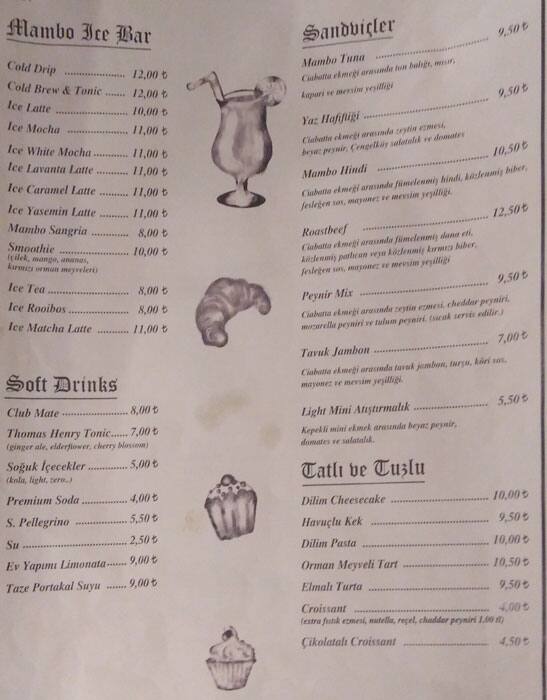 Mambo Ice Bar
Cold Drip ........ 12,00 ₺
Cold Brew & Tonic ..... 12,00 ₺
Ice Latte ........ 10,00 ₺
Ice Mocha ........ 11,00 ₺
Ice White Mocha ........ 11,00 ₺
Ice Lavanta Latte ........ 11,00 ₺
Ice Caramel Latte ........ 11,00 ₺
Ice Yasemin Latte ........ 11,00 ₺
Mambo Sangria ........ 8,00 ₺
Smoothie ........ 10,00 ₺
(çilek, mango, ananas,
kırmızı orman meyveleri)
Ice Tea ........ 8,00 ₺
Ice Rooibos ........ 8,00 ₺
Ice Matcha Latte ........ 11,00 ₺
Soft Drinks
Club Mate ........ 8,00 ₺
Thomas Henry Tonic...... 7,00 ₺
(ginger ale, elderflower, cherry blossom)
Soğuk İçecekler ........ 5,00 ₺
(kola, light, zero..)
Premium Soda ........ 4,00 ₺
S. Pellegrino ........ 5,50 ₺
Su ........ 2,50 ₺
Ev Yapımı Limonata...... 9,00 ₺
Taze Portakal Suyu ...... 9,00 ₺
Sandviçler
Mambo Tuna ........ 9,50 ₺
Ciabatta ekmeği arasında ton balığı, mısır,
kapari ve mevsim yeşilliği
Yaz Hafifliği ........ 9,50 ₺
Ciabatta ekmeği arasında zeytin ezmesi,
beyaz peynir, Çengelköy salatalık ve domates
Mambo Hindi ........ 10,50 ₺
Ciabatta ekmeği arasında fümelenmiş hindi, közlenmiş biber,
fesleğen sos, mayonez ve mevsim yeşilliği.
Roastbeef ........ 12,50 ₺
Ciabatta ekmeği arasında fümelenmiş dana eti,
közlenmiş patlıcan veya közlenmiş kırmızı biber,
fesleğen sos, mayonez ve mevsim yeşilliği
Peynir Mix ........ 9,50 ₺
Ciabatta ekmeği arasında zeytin ezmesi, cheddar peyniri,
mozarella peyniri ve tulum peyniri. (sıcak servis edilir.)
Tavuk Jambon ........ 7,00 ₺
Ciabatta ekmeği arasında tavuk jambon, turşu, köri sos,
mayonez ve mevsim yeşilliği.
Light Mini Atıştırmalık ........ 5,50 ₺
Kepekli mini ekmek arasında beyaz peynir,
domates ve salatalık.
Tatlı ve Tuzlu
Dilim Cheesecake ........ 10,00 ₺
Havuçlu Kek ........ 9,50 ₺
Dilim Pasta ........ 10,00 ₺
Orman Meyveli Tart ........ 10,50 ₺
Elmalı Turta ........ 9,50 ₺
Croissant ........ 4,00 ₺
(extra fıstık ezmesi, nutella, reçel, chaddar peyniri 1,00 tl)
Çikolatalı Croissant ........ 4,50 ₺